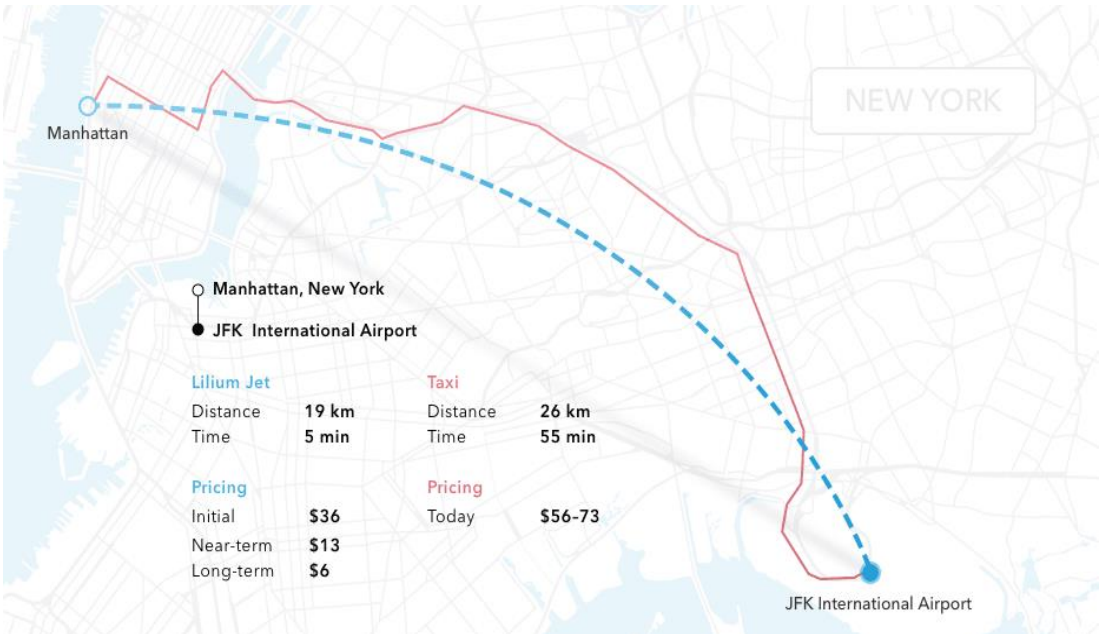 NEW YORK
Manhattan
Manhattan, New York
JFK International Airport
Lilium Jet Taxi
Distance 19 km Distance 26 km
Time 5 min Time 55 min
Pricing Pricing
Initial $36 Today $56–73
Near-term $13
Long-term $6
JFK International Airport